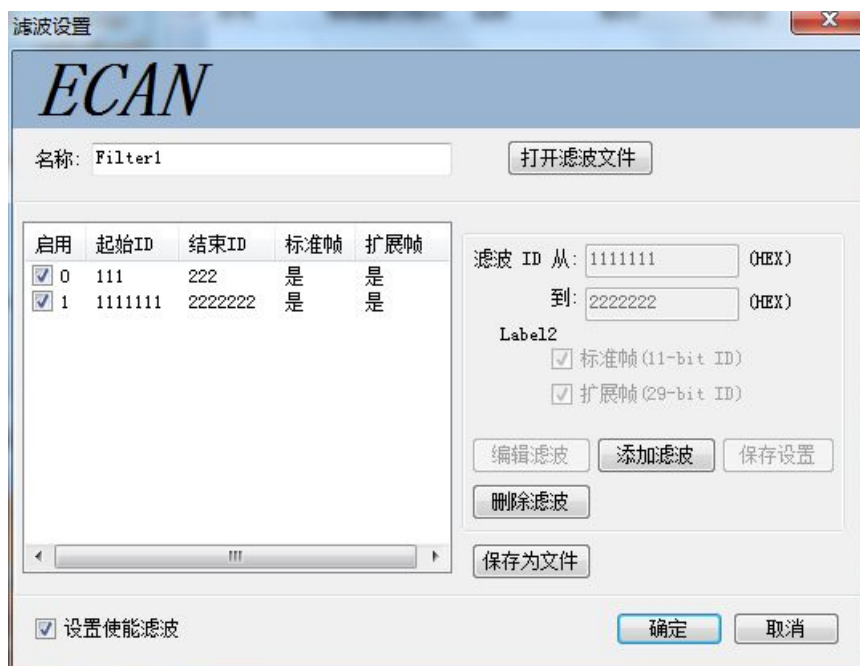 滤波设置
ECAN
名称: Filter1 打开滤波文件
启用 起始ID 结束ID 标准帧 扩展帧
0 111 222 是 是
1 1111111 2222222 是 是
滤波 ID 从: 1111111 (HEX)
到: 2222222 (HEX)
Label2
标准帧(11-bit ID)
扩展帧(29-bit ID)
编辑滤波 添加滤波 保存设置
删除滤波
保存为文件
设置使能滤波 确定 取消